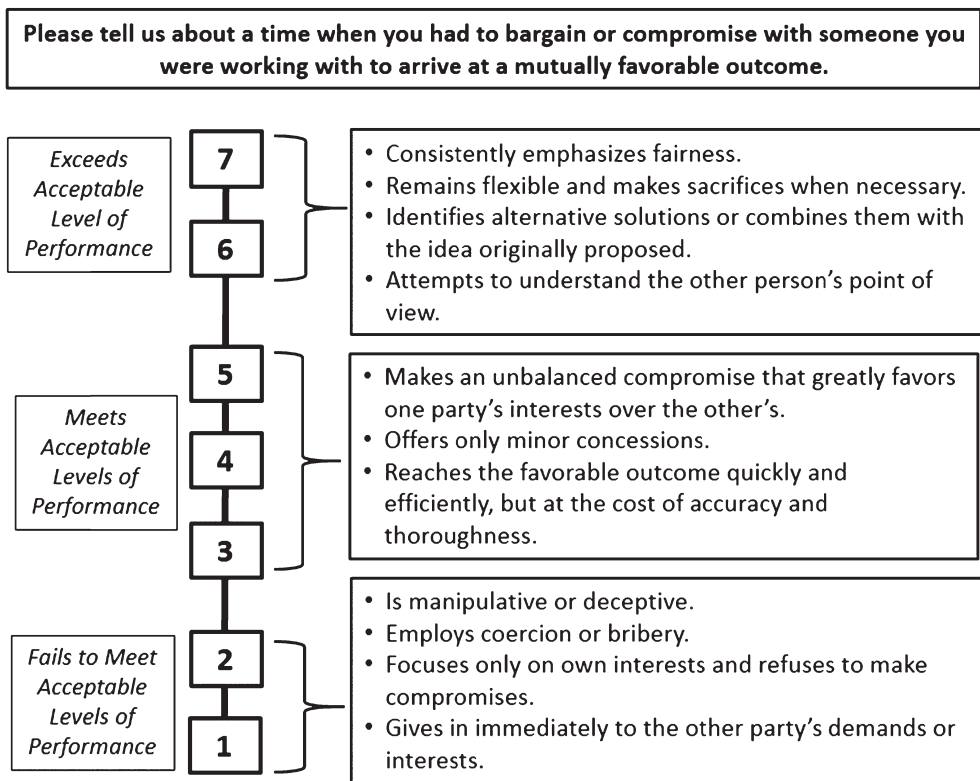 Please tell us about a time when you had to bargain or compromise with someone you
were working with to arrive at a mutually favorable outcome.
Exceeds
Acceptable
Level of
Performance
7
6
• Consistently emphasizes fairness.
• Remains flexible and makes sacrifices when necessary.
• Identifies alternative solutions or combines them with
the idea originally proposed.
• Attempts to understand the other person's point of
view.
Meets
Acceptable
Levels of
Performance
5
4
3
• Makes an unbalanced compromise that greatly favors
one party's interests over the other's.
• Offers only minor concessions.
• Reaches the favorable outcome quickly and
efficiently, but at the cost of accuracy and
thoroughness.
Fails to Meet
Acceptable
Levels of
Performance
2
1
• Is manipulative or deceptive.
• Employs coercion or bribery.
• Focuses only on own interests and refuses to make
compromises.
• Gives in immediately to the other party's demands or
interests.